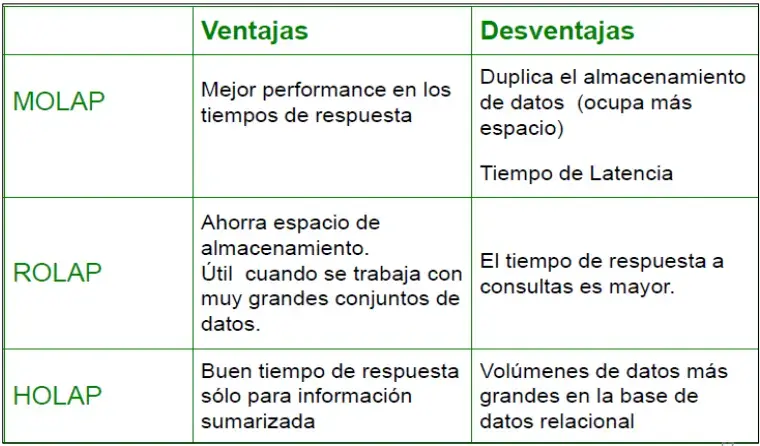 Ventajas
Desventajas
MOLAP
Mejor performance en los
tiempos de respuesta
Duplica el almacenamiento
de datos (ocupa más
espacio)
Tiempo de Latencia
ROLAP
Ahorra espacio de
almacenamiento.
Útil cuando se trabaja con
muy grandes conjuntos de
datos.
El tiempo de respuesta a
consultas es mayor.
HOLAP
Buen tiempo de respuesta
sólo para información
sumarizada
Volúmenes de datos más
grandes en la base de
datos relacional